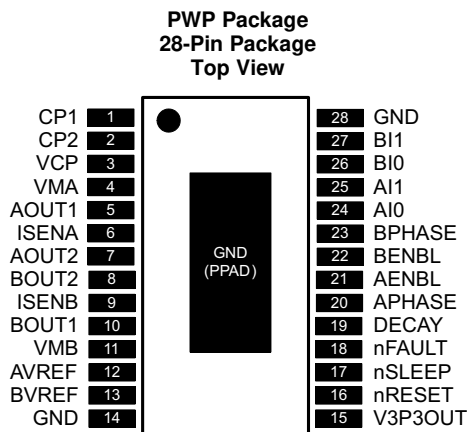 PWP Package
28-Pin Package
Top View
CP1 1
CP2 2
VCP 3
VMA 4
AOUT1 5
ISENA 6
AOUT2 7
BOUT2 8
ISENB 9
BOUT1 10
VMB 11
AVREF 12
BVREF 13
GND 14
GND
(PPAD)
28 GND
27 BI1
26 BI0
25 AI1
24 AI0
23 BPHASE
22 BENBL
21 AENBL
20 APHASE
19 DECAY
18 nFAULT
17 nSLEEP
16 nRESET
15 V3P3OUT